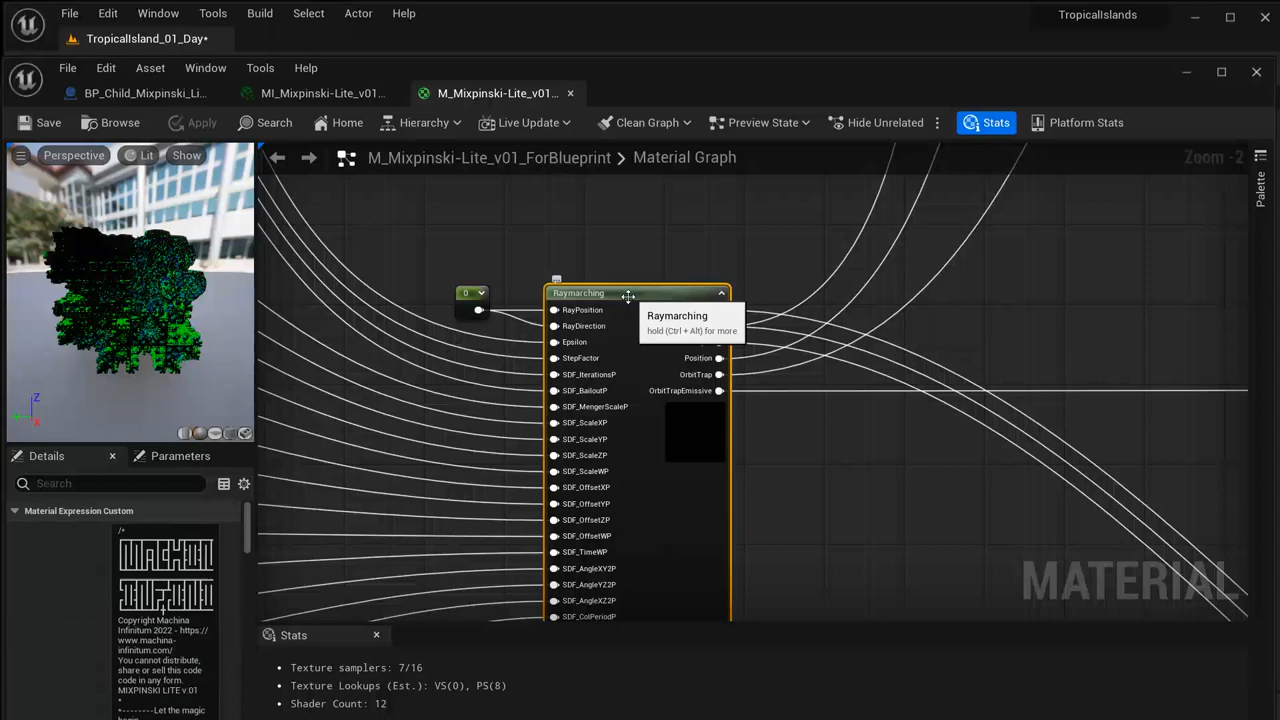 File Edit Window Tools Build Select Actor Help
TropicalIslands
TropicalIsland_01_Day•
File Edit Asset Window Tools Help
BP_Child_Mixpinski_Li...
MI_Mixpinski-Lite_v01...
M_Mixpinski-Lite_v01...
Save Browse Apply Search Home Hierarchy Live Update Clean Graph Preview State Hide Unrelated Stats Platform Stats
Perspective Lit Show
M_Mixpinski-Lite_v01_ForBlueprint > Material Graph
Zoom -2
Palette
0
Raymarching
RayPosition
RayDirection
Epsilon
StepFactor
SDF_IterationsP
SDF_BailoutP
SDF_MengerScaleP
SDF_ScaleXP
SDF_ScaleYP
SDF_ScaleZP
SDF_ScaleWP
SDF_OffsetXP
SDF_OffsetYP
SDF_OffsetZP
SDF_OffsetWP
SDF_TimeWP
SDF_AngleXY2P
SDF_AngleYZ2P
SDF_AngleXZ2P
SDF_ColPeriodP
Position
OrbitTrap
OrbitTrapEmissive
Raymarching
hold (Ctrl + Alt) for more
MATERIAL
Z
X
Details
Parameters
Search
Material Expression Custom
/*
MACHIN
INFINIT
Copyright Machina
Infinitum 2022 - https://
www.machina-
infinitum.com/
You cannot distribute,
share or sell this code
code in any form.
MIXPINSKI LITE v.01
*
*--------Let the magic
Stats
Texture samplers: 7/16
Texture Lookups (Est.): VS(0), PS(8)
Shader Count: 12